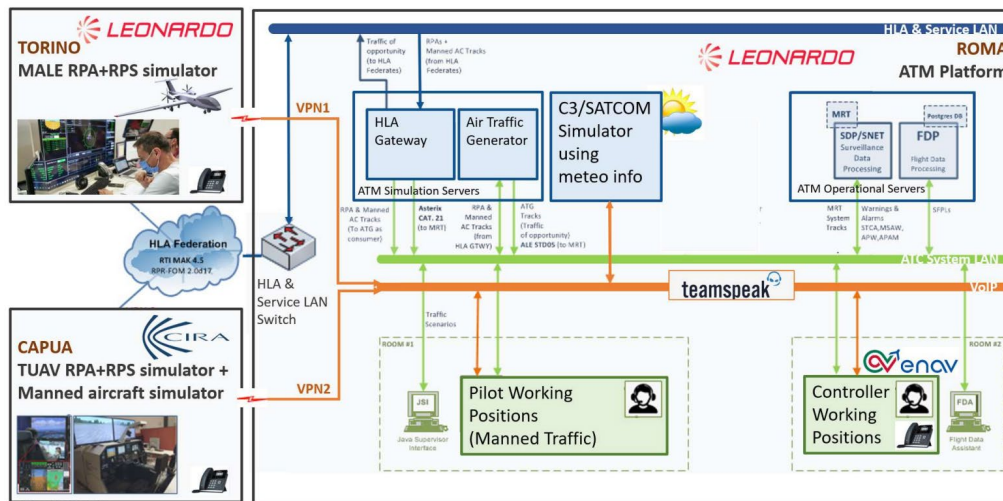 LEONARDO
TORINO
MALE RPA+RPS simulator
VPN1
HLA Federation
RTI MAK 4.5
RPR-FOM 2.0d17
HLA &
Service LAN
Switch
CIRA
CAPUA
TUAV RPA+RPS simulator +
Manned aircraft simulator
VPN2
HLA & Service LAN
LEONARDO
ROMA
ATM Platform
Traffic of
opportunity
(to HLA
Federates)
RPAs +
Manned AC Tracks
(from HLA
Federates)
HLA
Gateway
Air Traffic
Generator
ATM Simulation Servers
C3/SATCOM
Simulator
using
meteo info
MRT
SDP/SNET
Surveillance
Data
Processing
Postgres DB
FDP
Flight Data
Processing
ATM Operational Servers
RPA & Manned
AC Tracks
(To ATG as
consumer)
Asterix
CAT. 21
(to MRT)
RPA &
Manned
AC Tracks
(from
HLA GTWY)
ATG
Tracks
(Traffic
of opportunity)
ALE STD05 (to MRT)
MRT
System
Tracks
Warnings &
Alarms
STCA,MSAW,
APW,APAM
SFPLs
ATC System LAN
teamspeak
VoIP
Traffic
Scenarios
ROOM #1
JSI
Java Supervisor
Interface
Pilot Working
Positions
(Manned Traffic)
enav
ROOM #2
Controller
Working
Positions
FDA
Flight Data
Assistant